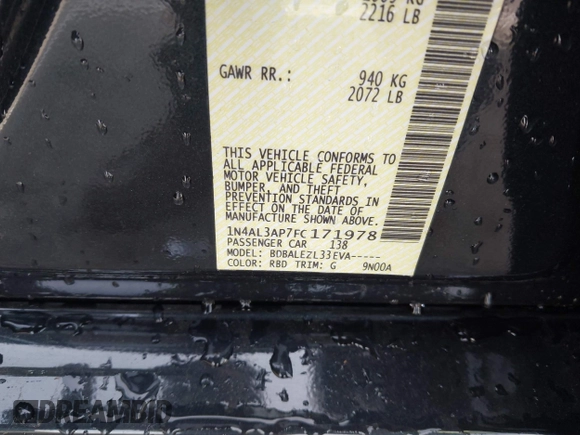 2216 LB
GAWR RR.: 940 KG
2072 LB
THIS VEHICLE CONFORMS TO
ALL APPLICABLE FEDERAL
MOTOR VEHICLE SAFETY,
BUMPER, AND THEFT
PREVENTION STANDARDS IN
EFFECT ON THE DATE OF
MANUFACTURE SHOWN ABOVE.
1N4AL3AP7FC171978
PASSENGER CAR 138
MODEL: BDBALEZL33EVA-----
COLOR: RBD TRIM: G 9N00A
DREAMBID